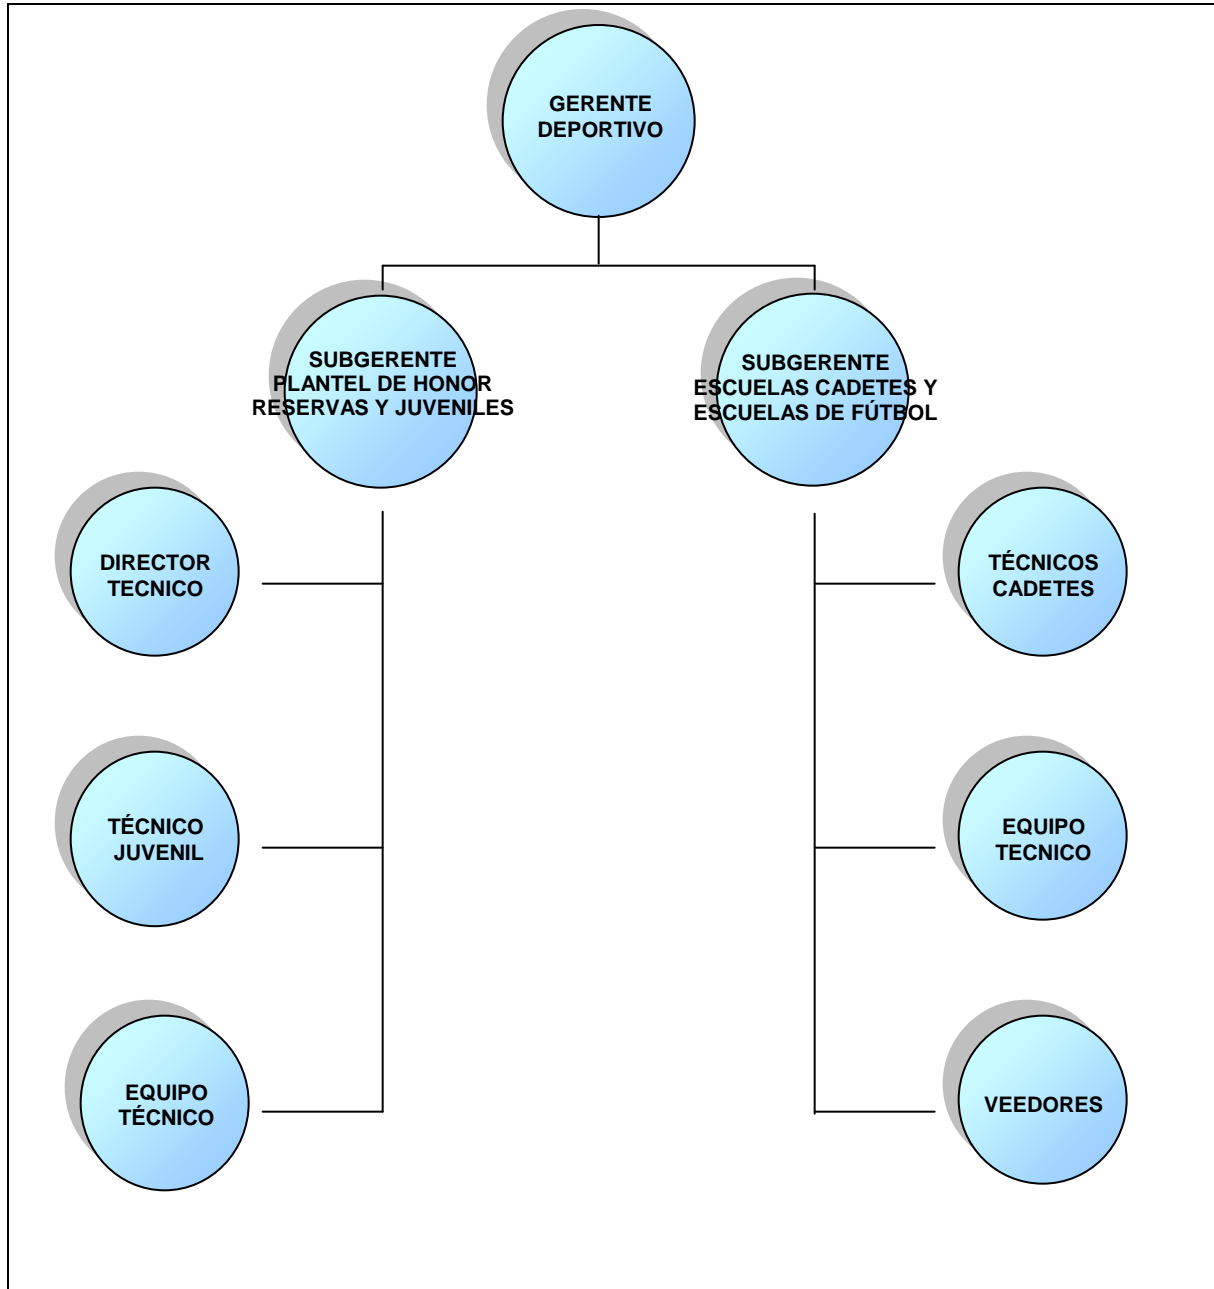 GERENTE
DEPORTIVO
SUBGERENTE
PLANTEL DE HONOR
RESERVAS Y JUVENILES
SUBGERENTE
ESCUELAS CADETES Y
ESCUELAS DE FÚTBOL
DIRECTOR
TECNICO
TÉCNICOS
CADETES
TÉCNICO
JUVENIL
EQUIPO
TECNICO
EQUIPO
TÉCNICO
VEEDORES